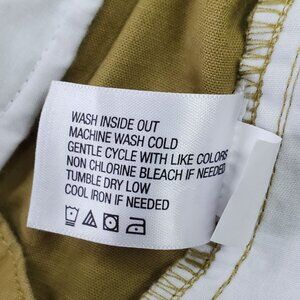 WASH INSIDE OUT
MACHINE WASH COLD
GENTLE CYCLE WITH LIKE COLORS
NON CHLORINE BLEACH IF NEEDED
TUMBLE DRY LOW
COOL IRON IF NEEDED